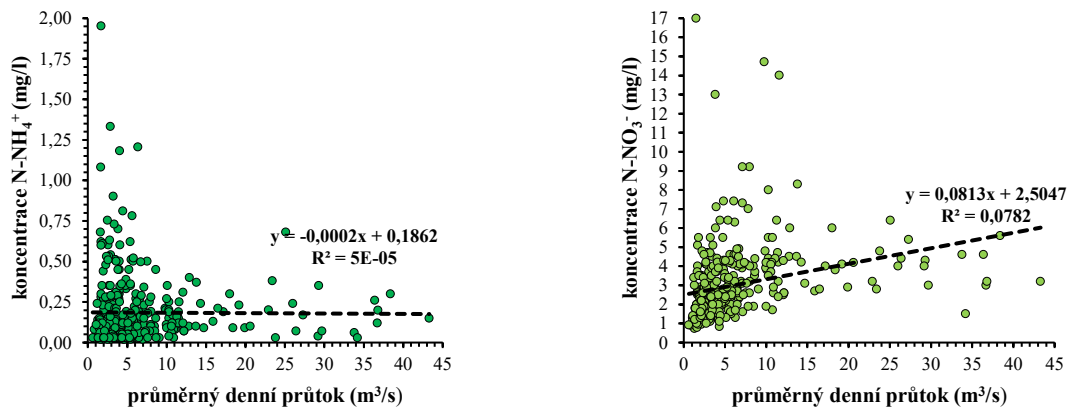 koncentrace N-NH₄⁺ (mg/l)
2,00
1,75
1,50
1,25
1,00
0,75
0,50
0,25
0,00
y = -0,0002x + 0,1862
R² = 5E-05
0 5 10 15 20 25 30 35 40 45
průměrný denní průtok (m³/s)
koncentrace N-NO₃⁻ (mg/l)
17
16
15
14
13
12
11
10
9
8
7
6
5
4
3
2
1
0
y = 0,0813x + 2,5047
R² = 0,0782
0 5 10 15 20 25 30 35 40 45
průměrný denní průtok (m³/s)